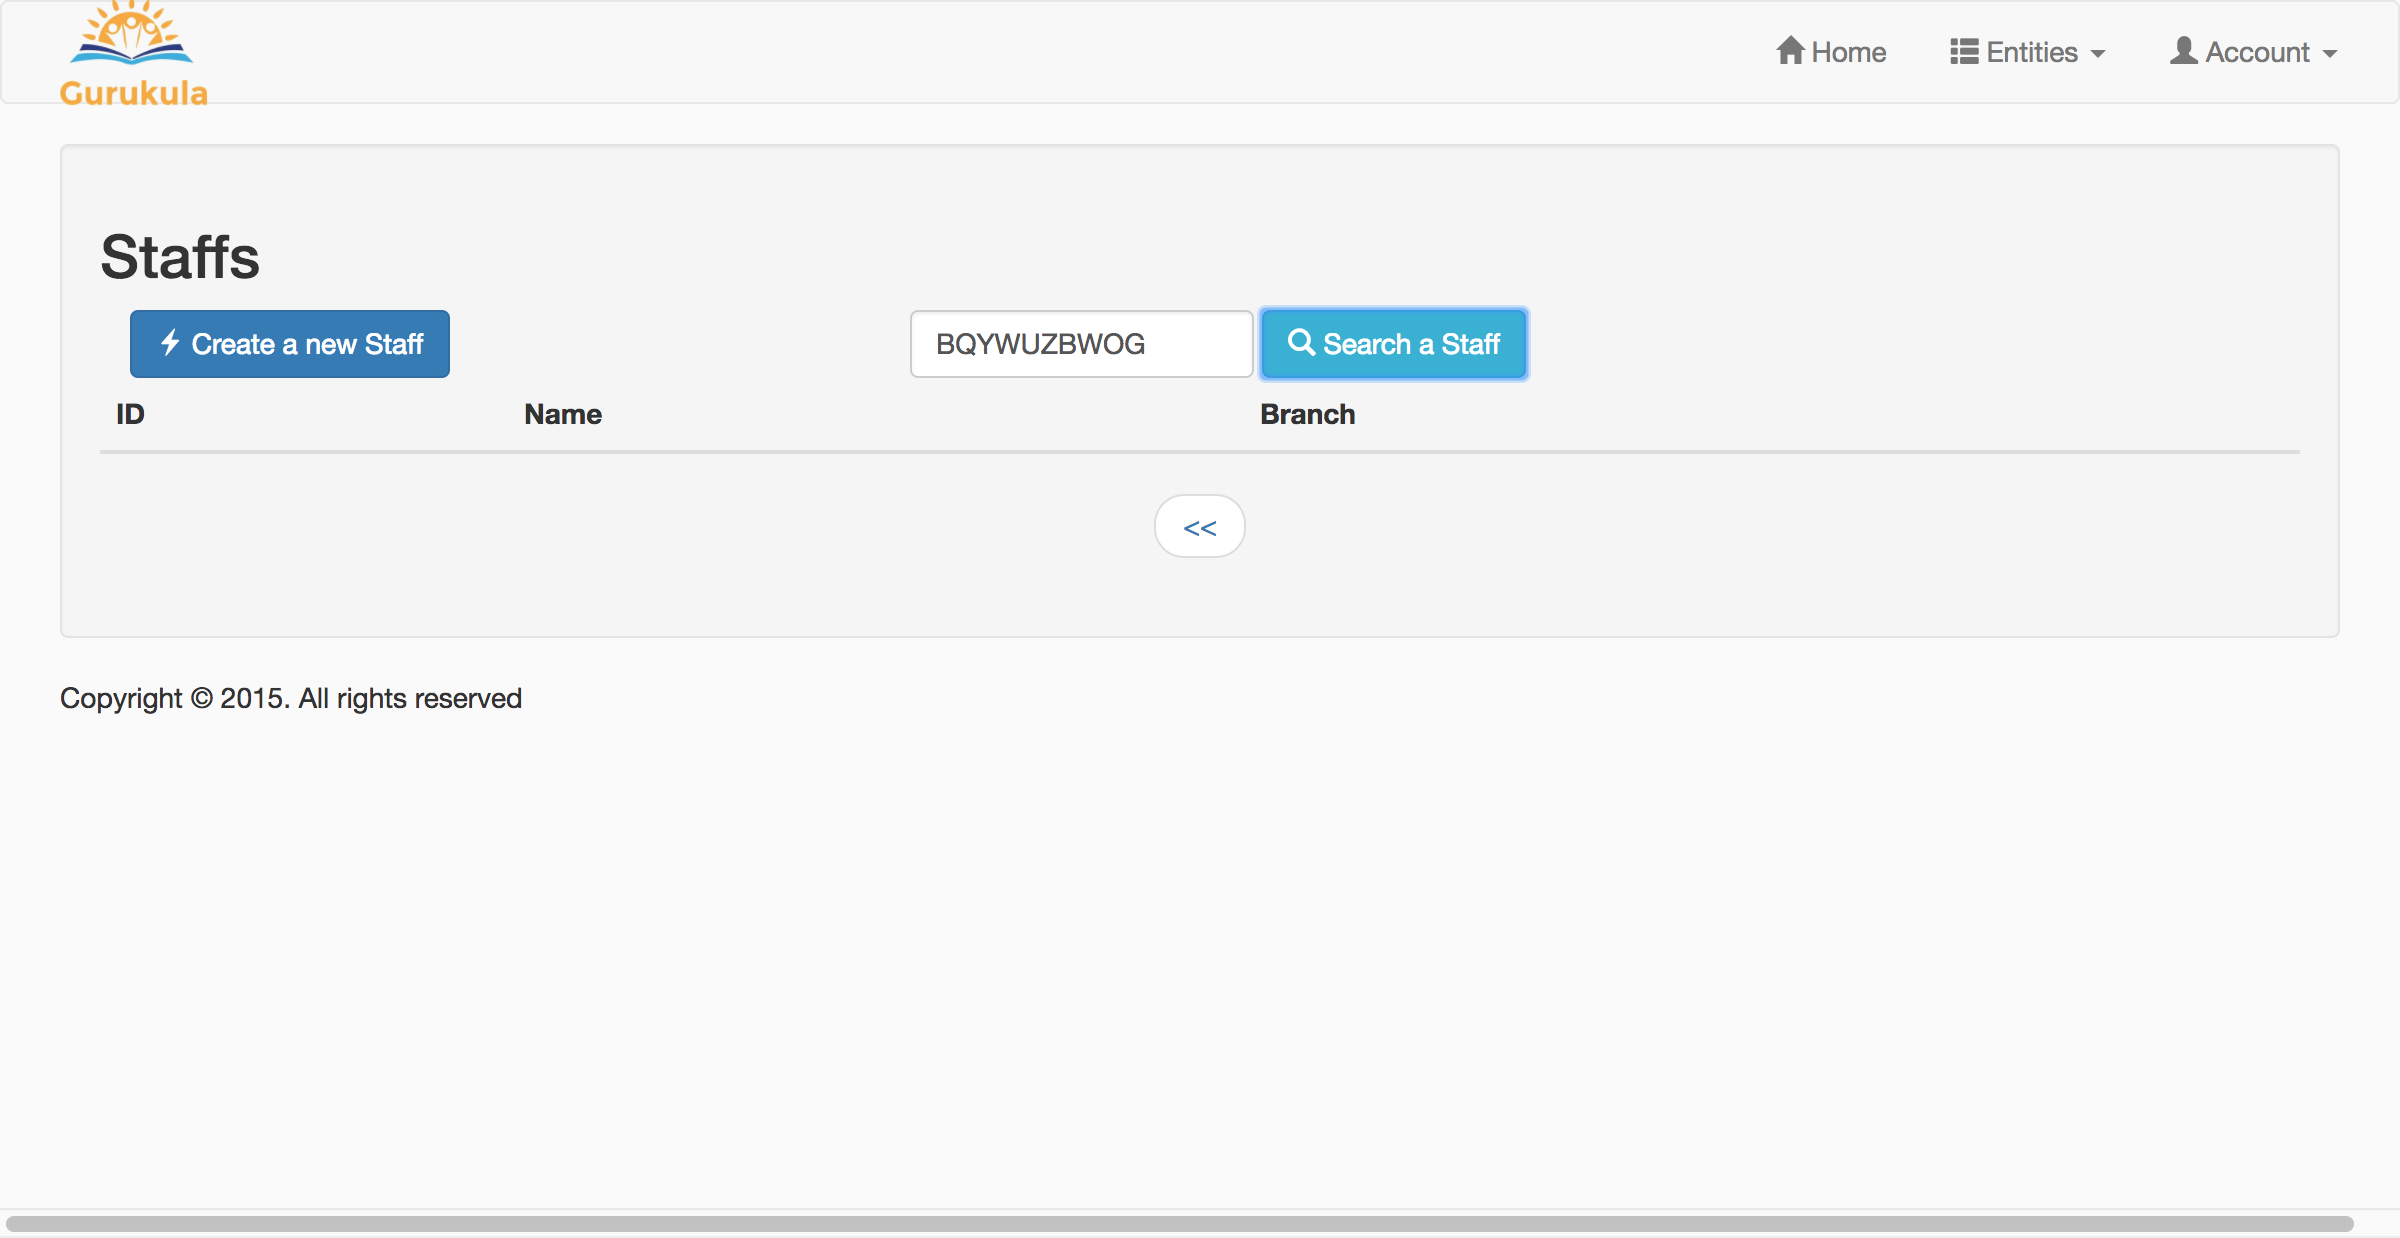 Gurukula
Home Entities Account
Staffs
Create a new Staff BQYWUZBWOG Search a Staff
ID Name Branch
<<
Copyright © 2015. All rights reserved